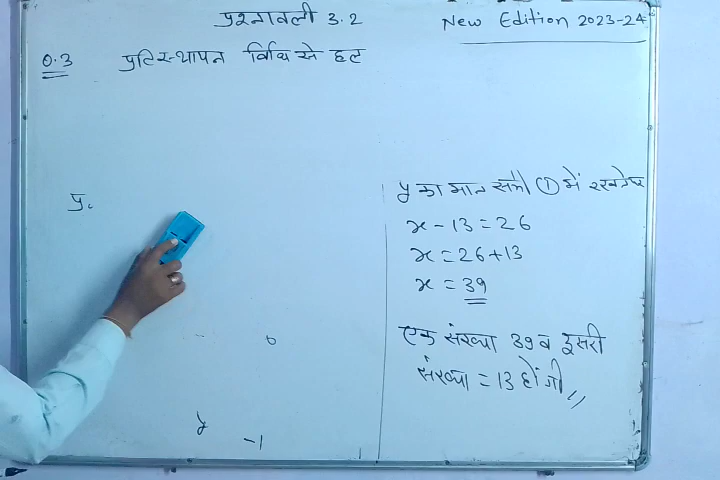 प्रश्नावली 3.2 New Edition 2023-24
Q.3 प्रतिस्थापन विधि से हल
प्र.
y का मान समी ① में रखने पर
x - 13 = 26
x = 26 + 13
x = 39
एक संख्या 39 व दूसरी
संख्या = 13 होंगी //
y
-1